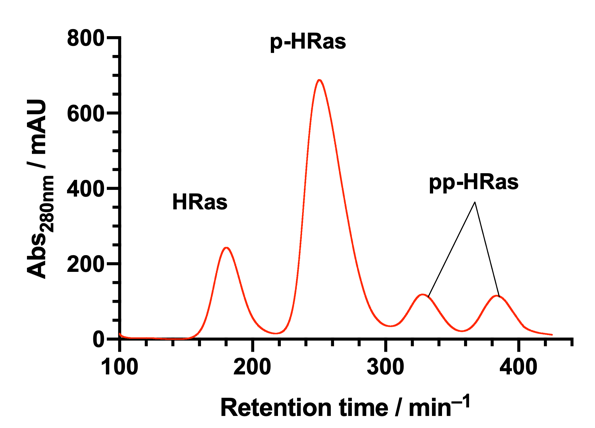 p-HRas
HRas
pp-HRas
Abs280nm / mAU
800
600
400
200
0
100
200
300
400
Retention time / min–1